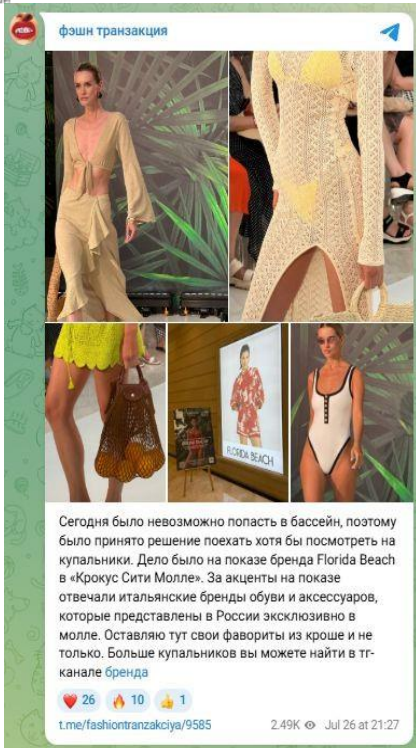 фэшн транзакция
FLORIDA BEACH
Сегодня было невозможно попасть в бассейн, поэтому
было принято решение поехать хотя бы посмотреть на
купальники. Дело было на показе бренда Florida Beach
в «Крокус Сити Молле». За акценты на показе
отвечали итальянские бренды обуви и аксессуаров,
которые представлены в России эксклюзивно в
молле. Оставляю тут свои фавориты из кроше и не
только. Больше купальников вы можете найти в тг-
канале бренда
26 10 1
t.me/fashiontranzakciya/9585 2.49K Jul 26 at 21:27